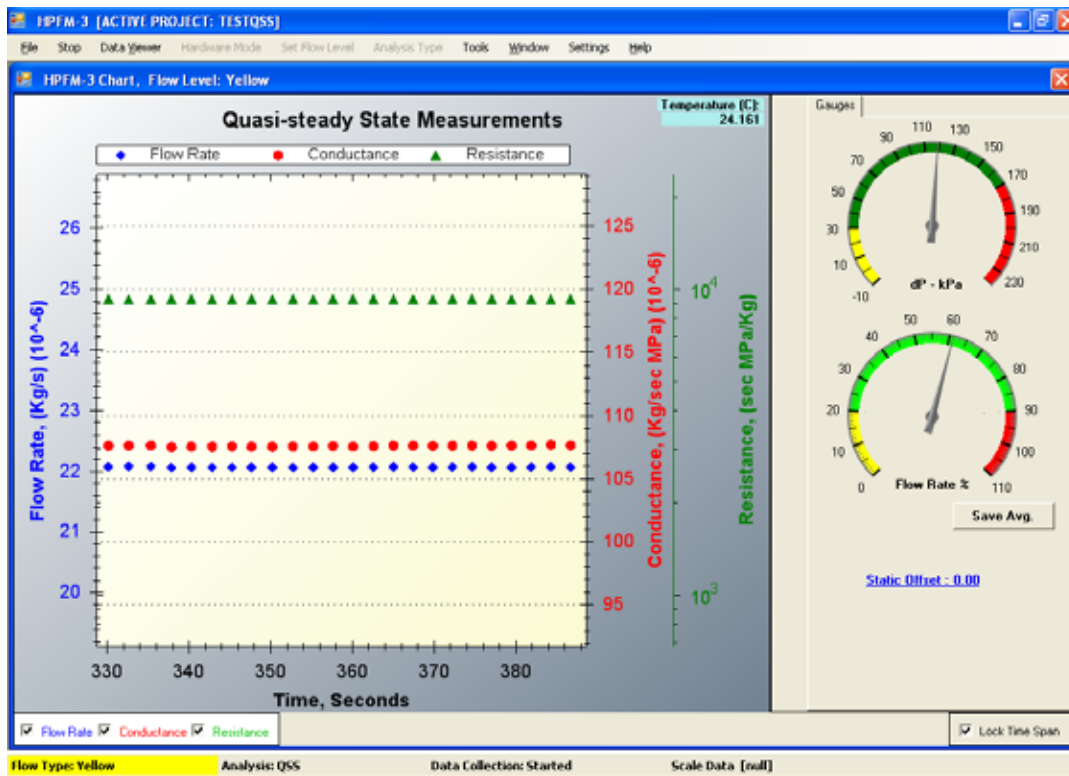 HPFM-3 [ACTIVE PROJECT: TESTQSS]
File Stop Data Viewer Hardware Mode Set Flow Level Analysis Type Tools Window Settings Help
HPFM-3 Chart, Flow Level: Yellow
Quasi-steady State Measurements
Temperature (C):
24.161
Flow Rate Conductance Resistance
Flow Rate, (Kg/s) (10^-6)
26
25
24
23
22
21
20
125
120
115
110
105
100
95
Conductance, (Kg/sec MPa) (10^-6)
10^4
10^3
Resistance, (sec MPa/Kg)
330 340 350 360 370 380
Time, Seconds
Gauges
-10 10 30 50 70 90 110 130 150 170 190 210 230
dP - kPa
0 10 20 30 40 50 60 70 80 90 100 110
Flow Rate %
Save Avg.
Static Offset : 0.00
Flow Rate Conductance Resistance
Lock Time Span
Flow Type: Yellow Analysis: QSS Data Collection: Started Scale Data [null]